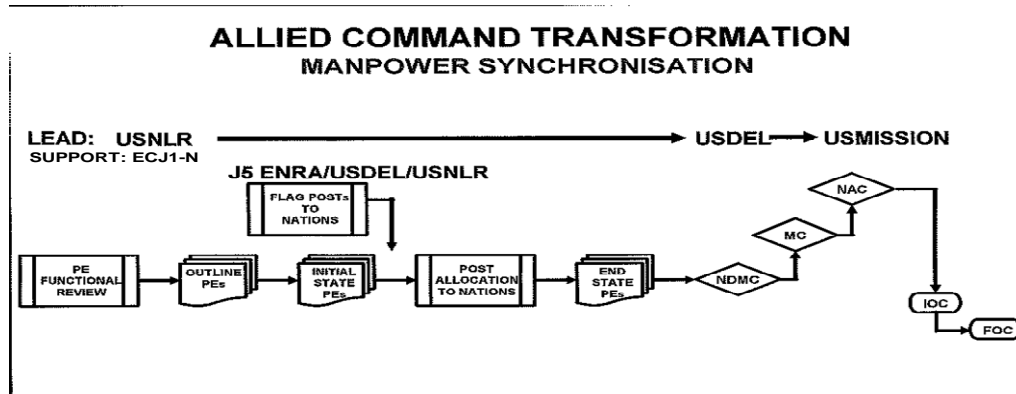 ALLIED COMMAND TRANSFORMATION
MANPOWER SYNCHRONISATION
LEAD: USNLR
USDEL
USMISSION
SUPPORT: ECJ1-N
J5 ENRA/USDEL/USNLR
FLAG POSTs
TO
NATIONS
NAC
MC
PE
FUNCTIONAL
REVIEW
OUTLINE
PEs
INITIAL
STATE
PEs
POST
ALLOCATION
TO NATIONS
END
STATE
PEs
NDMC
IOC
FOC